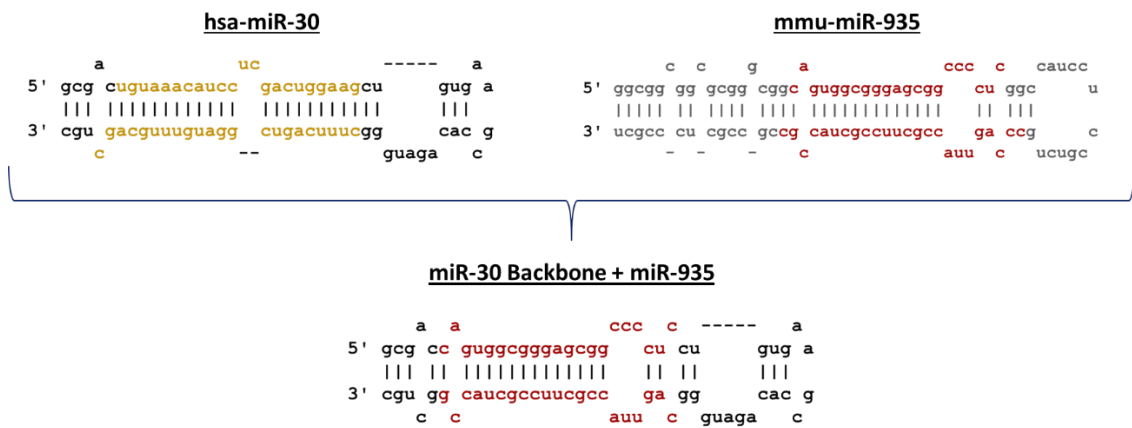 hsa-miR-30
a uc ----- a
5' gcg cuguaaacaucc gacuggaagcu gug a
||| |||||||||||| ||||||||| ||| 
3' cgu gacguuuguagg cugacuuucgg cac g
c -- guaga c
mmu-miR-935
c c g a ccc c caucc
ggcgg gg gcgg cggc guggcgggagcgg cu ggc u
||||| || |||| |||| ||||||||||||| || |||
ucgcc cu cgcc gccg caucgccuucgcc ga ccg c
- - - c auu c ucugc
miR-30 Backbone + miR-935
a a ccc c ----- a
5' gcg cc guggcgggagcgg cu cu gug a
||| || ||||||||||||| || || |||
3' cgu gg caucgccuucgcc ga gg cac g
c c auu c guaga c